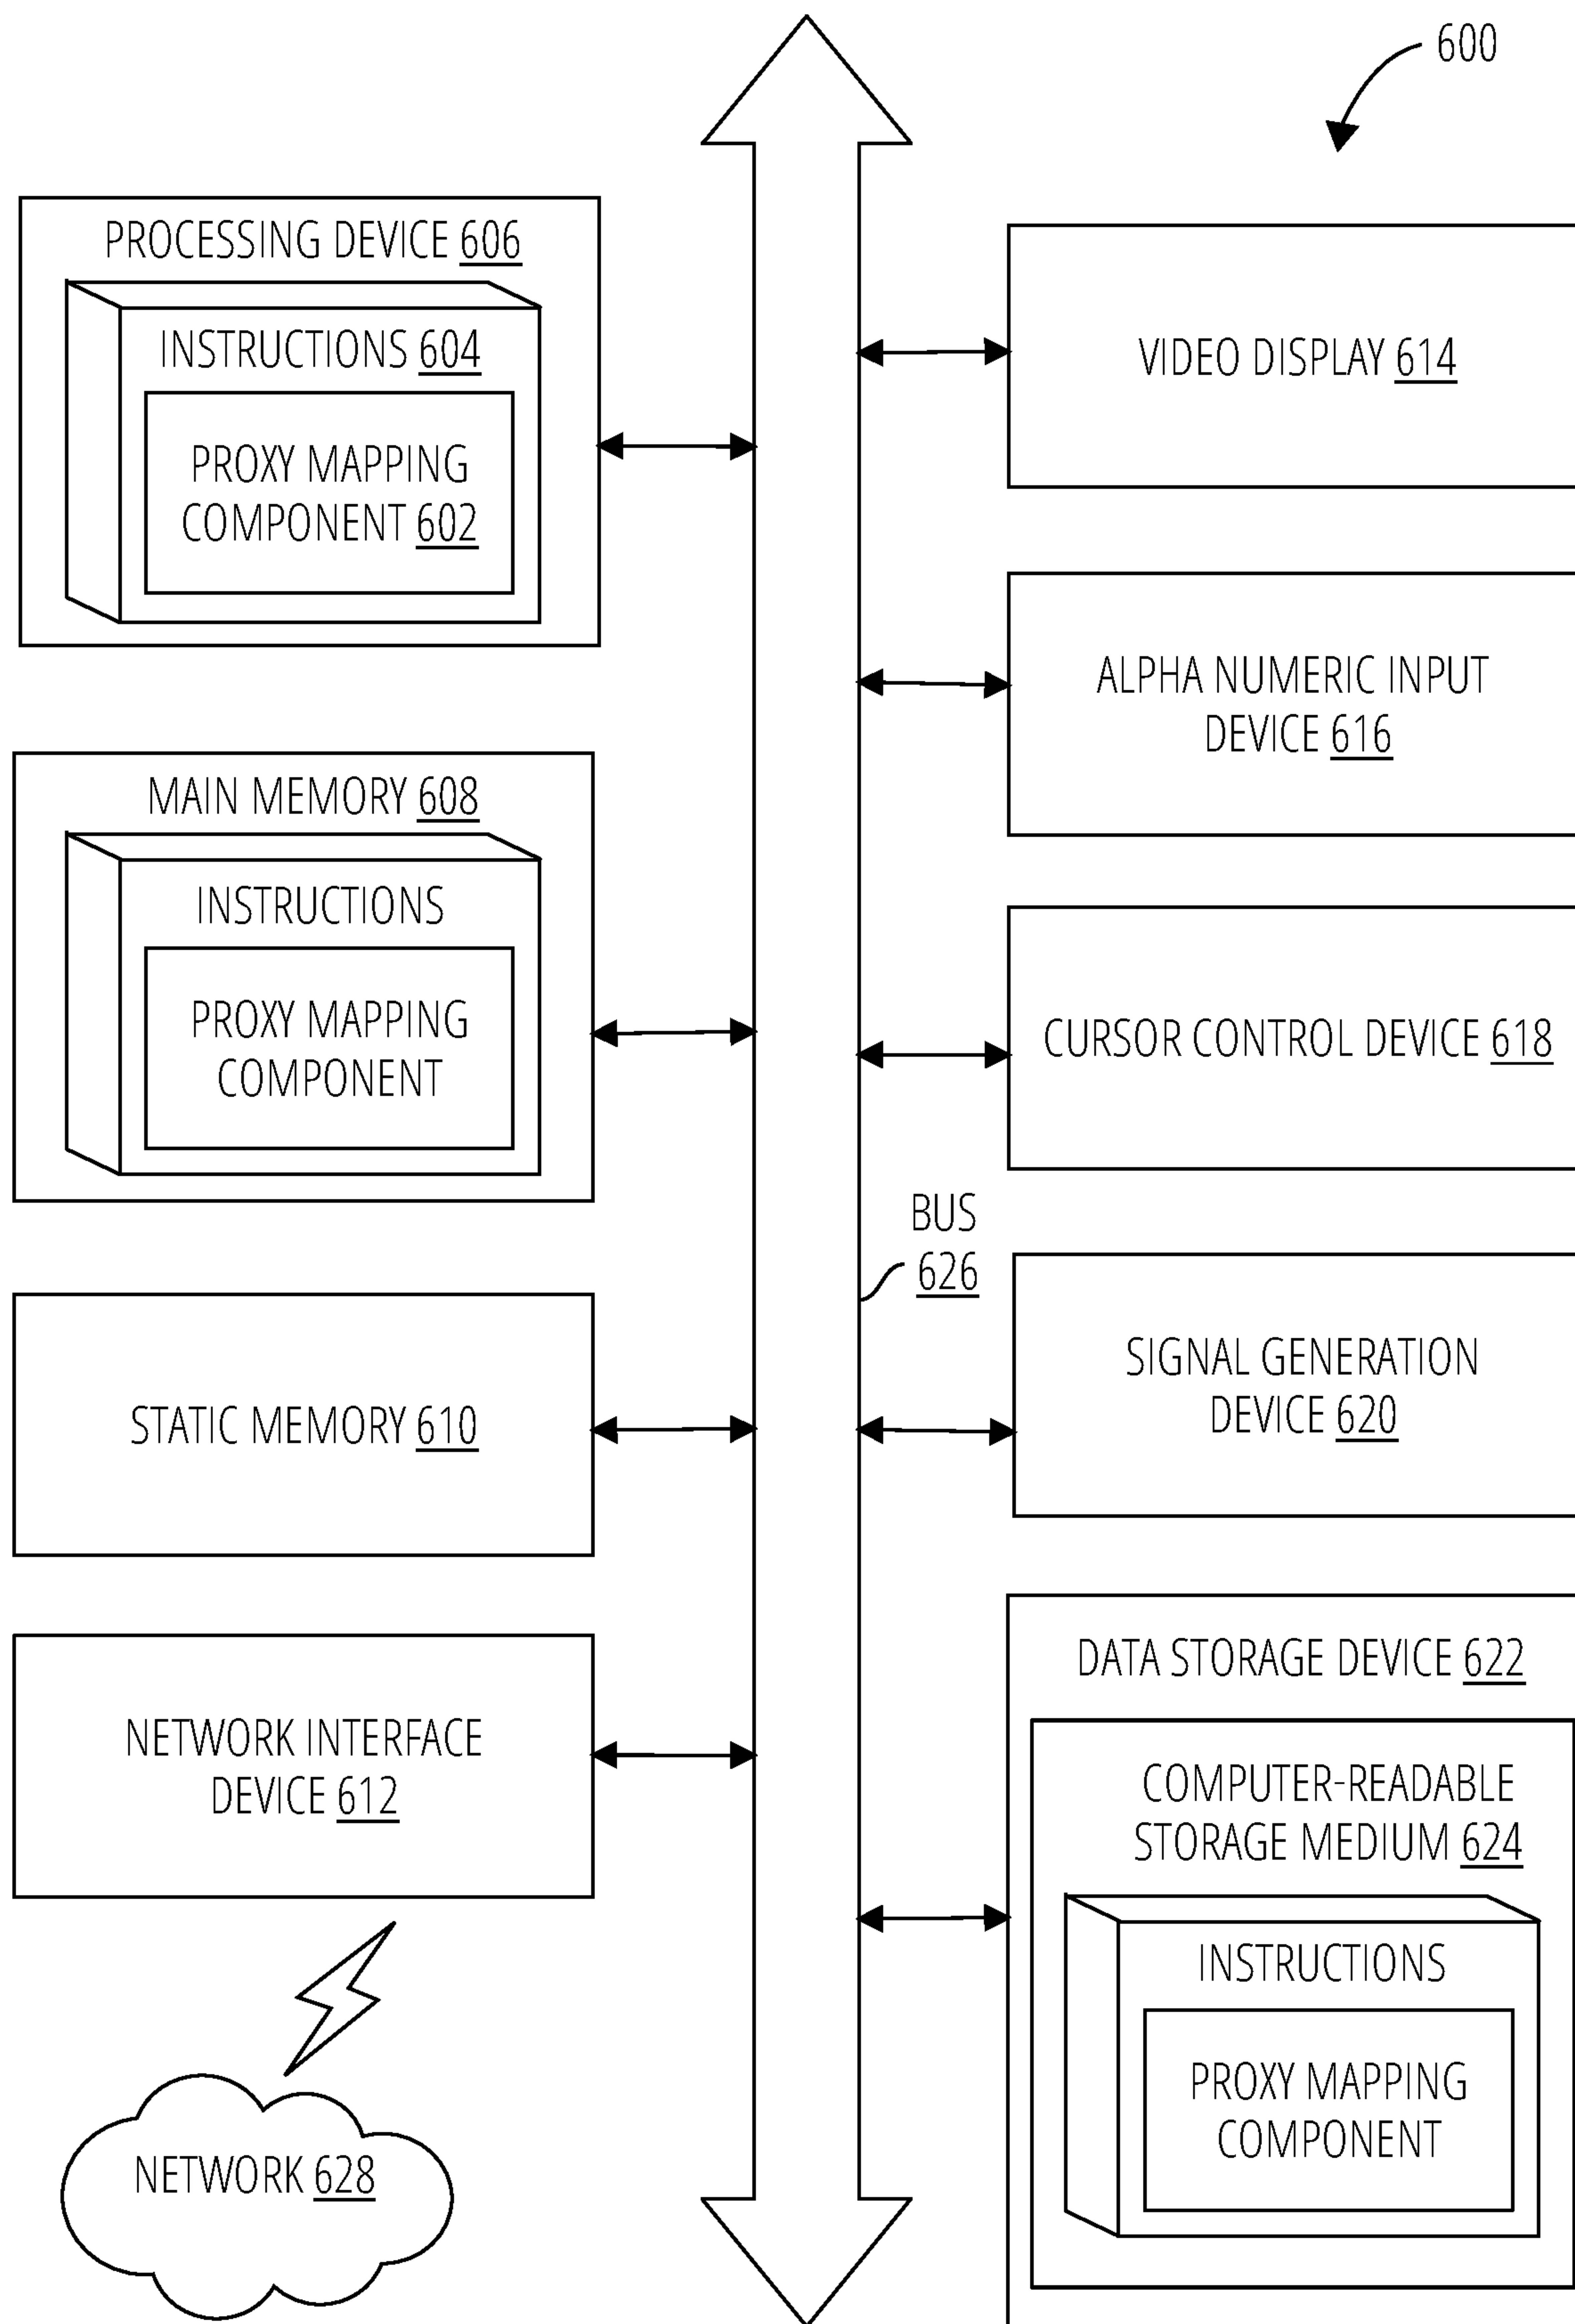 600
PROCESSING DEVICE 606
INSTRUCTIONS 604
PROXY MAPPING
COMPONENT 602
MAIN MEMORY 608
INSTRUCTIONS
PROXY MAPPING
COMPONENT
STATIC MEMORY 610
NETWORK INTERFACE
DEVICE 612
NETWORK 628
BUS
626
VIDEO DISPLAY 614
ALPHA NUMERIC INPUT
DEVICE 616
CURSOR CONTROL DEVICE 618
SIGNAL GENERATION
DEVICE 620
DATA STORAGE DEVICE 622
COMPUTER-READABLE
STORAGE MEDIUM 624
INSTRUCTIONS
PROXY MAPPING
COMPONENT